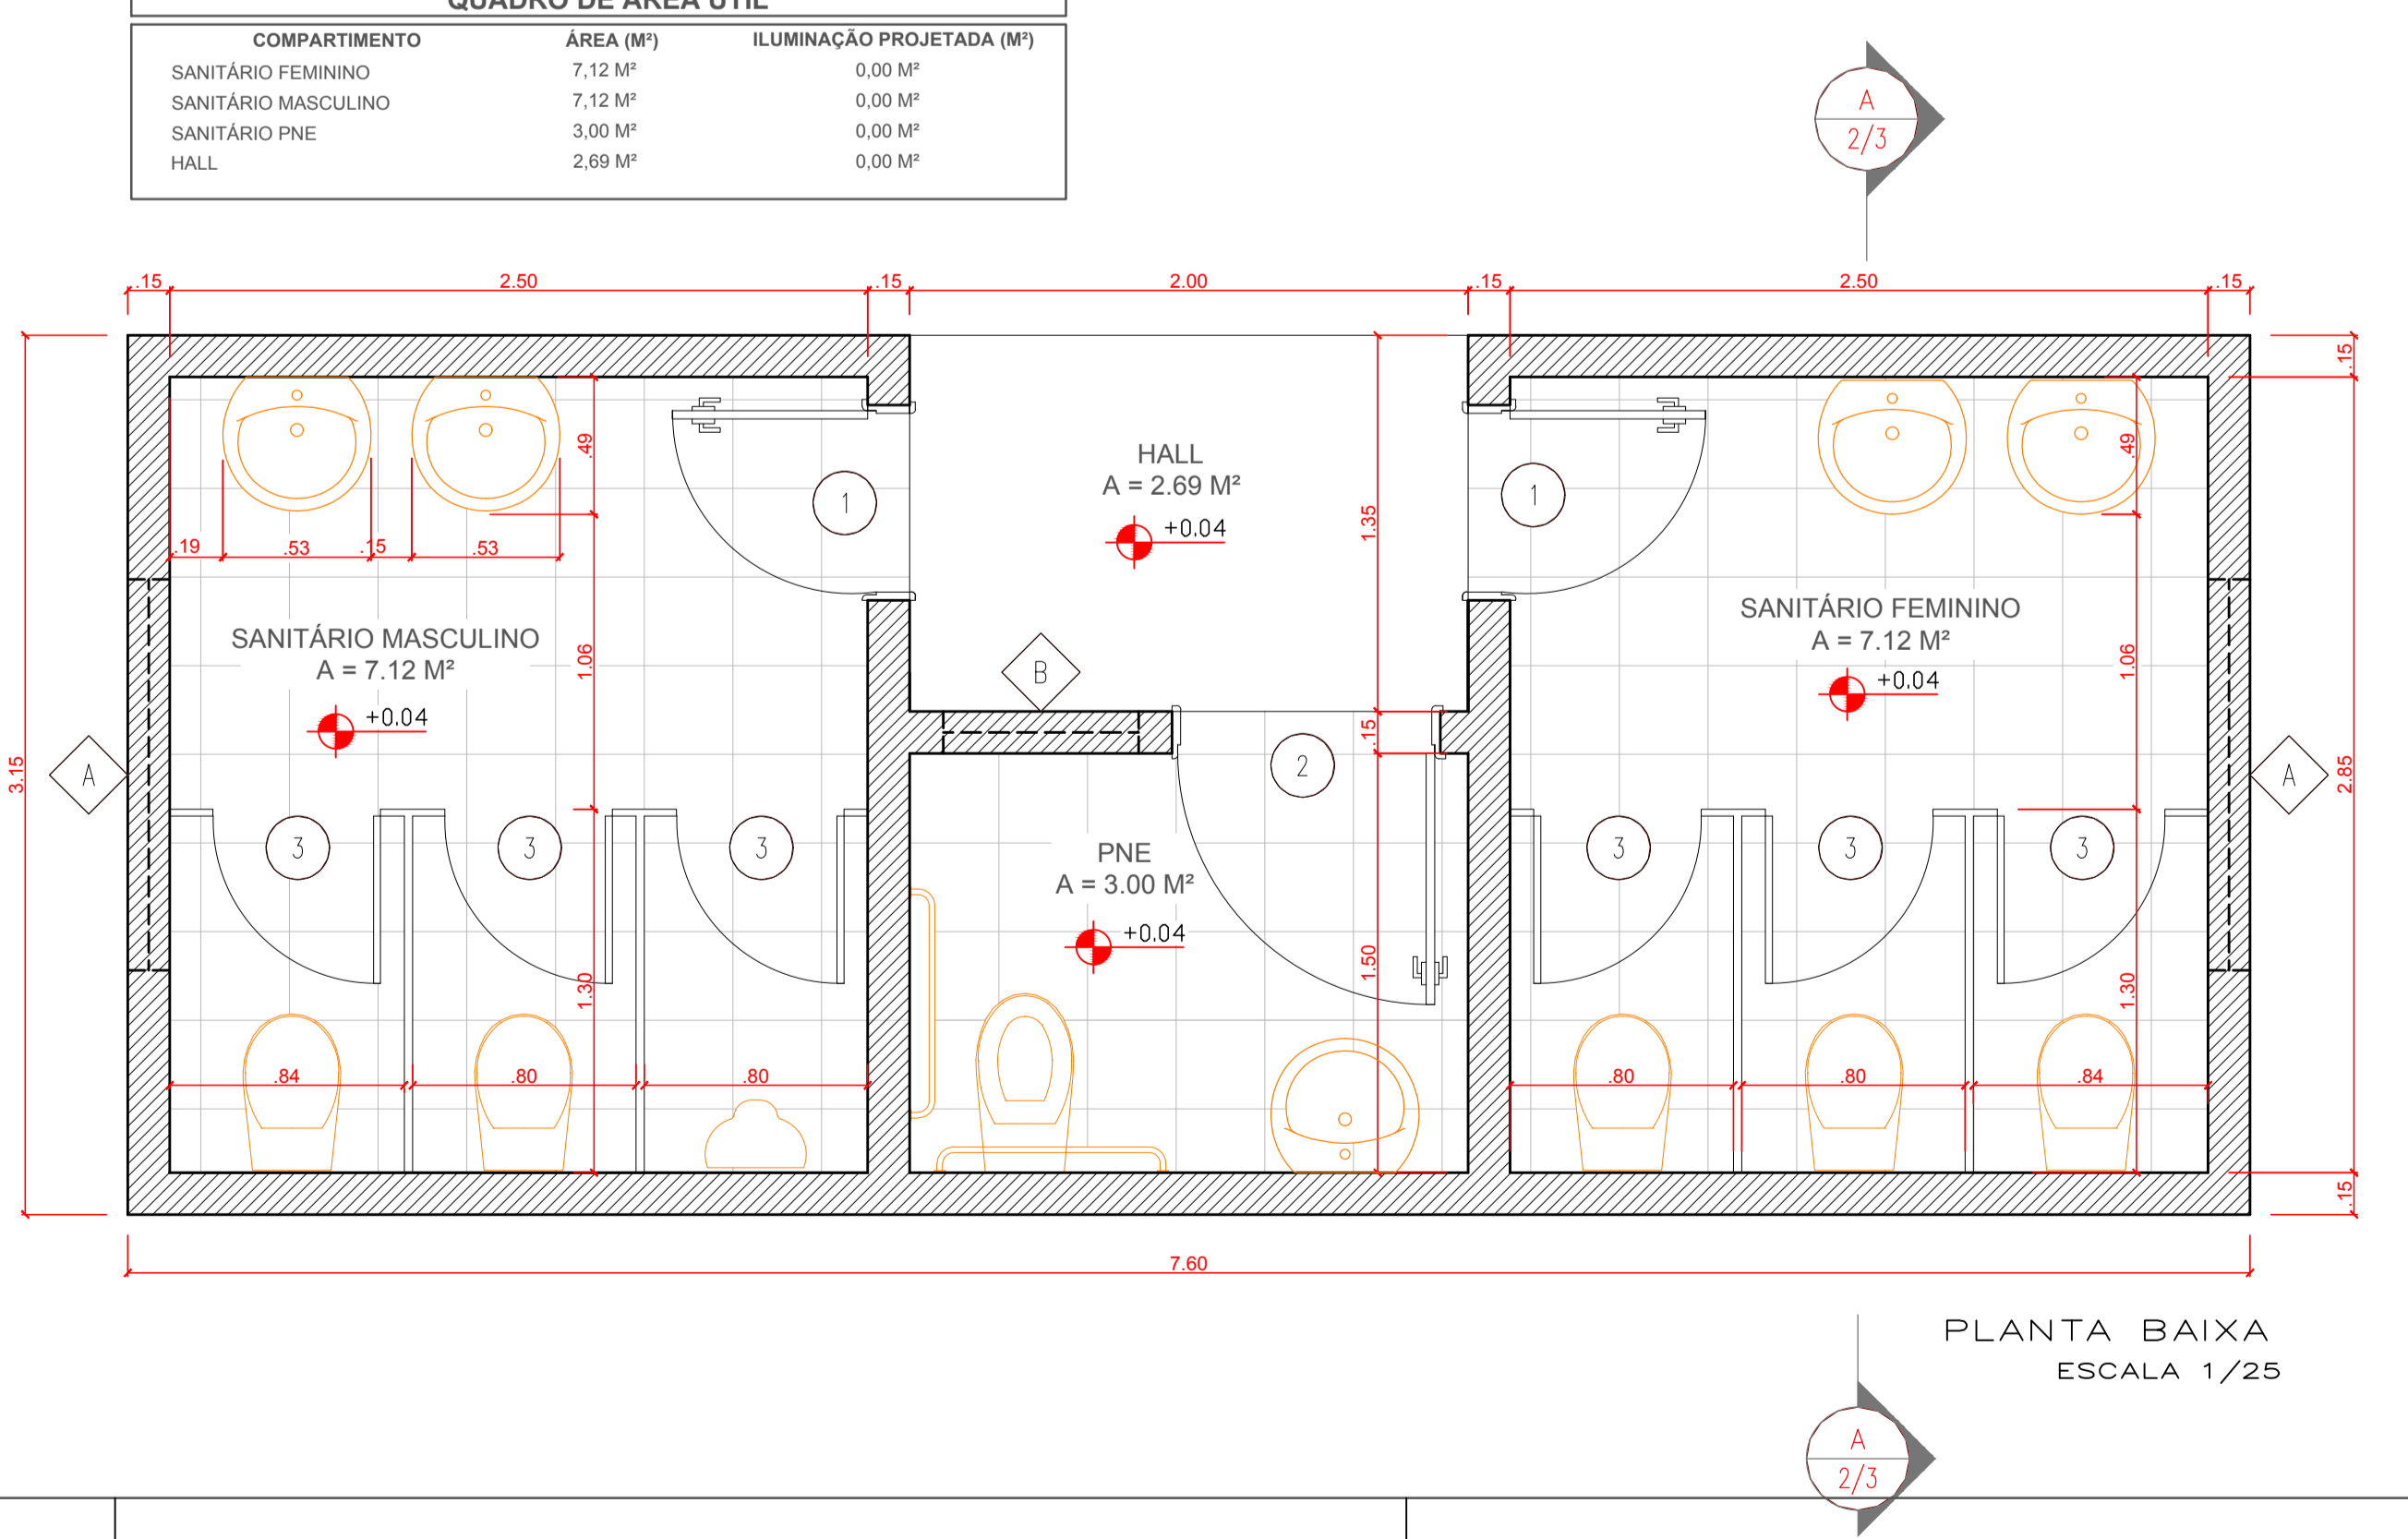 QUADRO DE ÁREA ÚTIL
COMPARTIMENTO ÁREA (M²) ILUMINAÇÃO PROJETADA (M²)
SANITÁRIO FEMININO 7,12 M² 0,00 M²
SANITÁRIO MASCULINO 7,12 M² 0,00 M²
SANITÁRIO PNE 3,00 M² 0,00 M²
HALL 2,69 M² 0,00 M²
A
2/3
.15 2.50 .15 2.00 .15 2.50 .15
.15
.49
.49
HALL
A = 2.69 M²
+0.04
1
1
1.35
.19 .53 .15 .53
SANITÁRIO MASCULINO
A = 7.12 M²
+0.04
1.06
B
SANITÁRIO FEMININO
A = 7.12 M²
+0.04
1.06
.15
2
3.15
A
A
2.85
3
3
3
PNE
A = 3.00 M²
+0.04
3
3
3
1.30
1.50
1.30
.84 .80 .80
.80 .80 .84
.15
7.60
PLANTA BAIXA
ESCALA 1/25
A
2/3